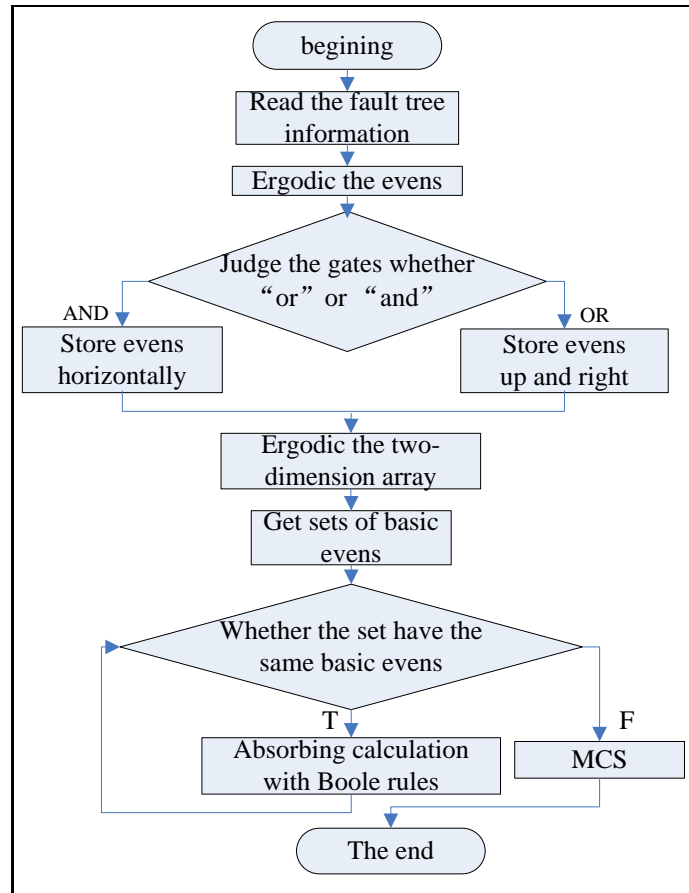 begining
Read the fault tree
information
Ergodic the evens
Judge the gates whether
“or” or “and”
AND
OR
Store evens
horizontally
Store evens
up and right
Ergodic the two-
dimension array
Get sets of basic
evens
Whether the set have the
same basic evens
T
F
Absorbing calculation
with Boole rules
MCS
The end